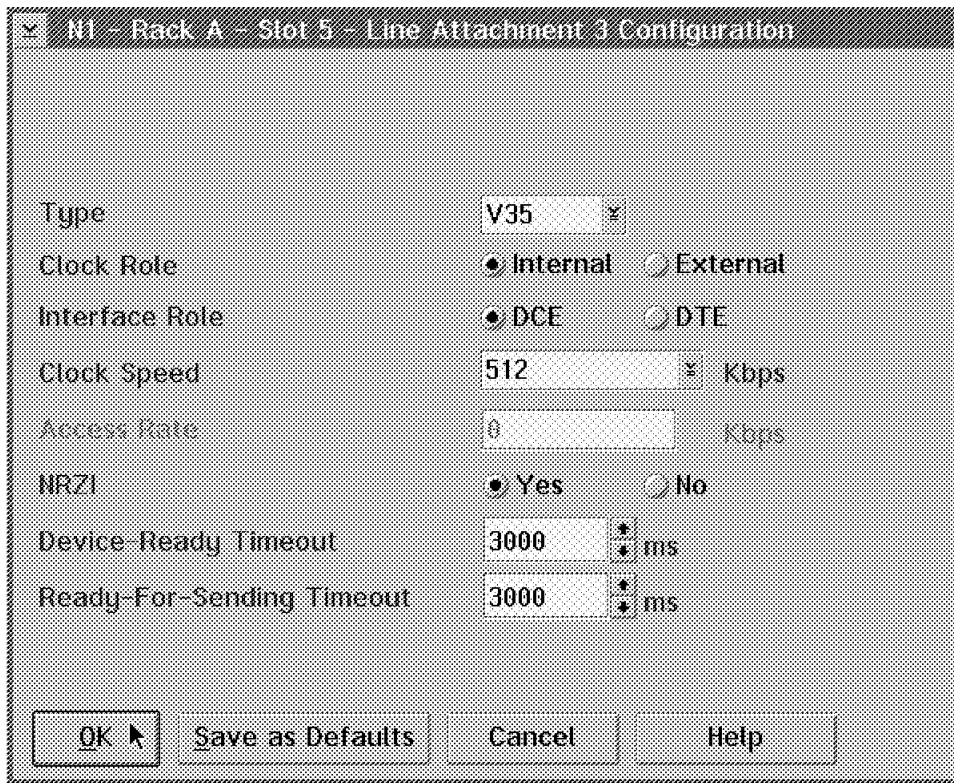 N1 - Rack A - Slot 5 - Line Attachment 3 Configuration
Type V35
Clock Role Internal External
Interface Role DCE DTE
Clock Speed 512 Kbps
Access Rate 0 Kbps
NRZI Yes No
Device-Ready Timeout 3000 ms
Ready-For-Sending Timeout 3000 ms
OK Save as Defaults Cancel Help